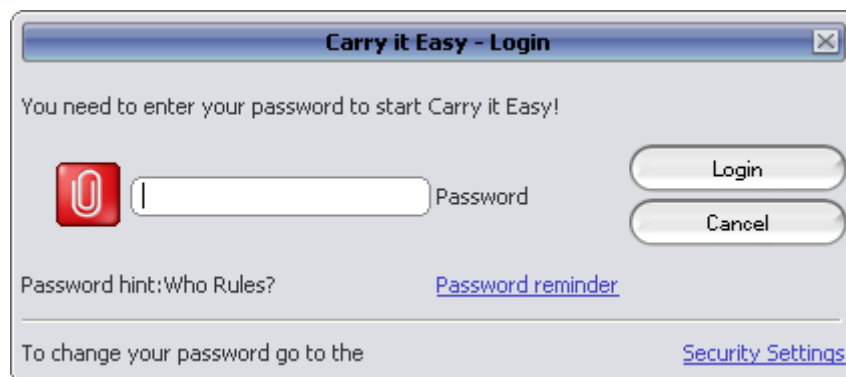 Carry it Easy - Login
You need to enter your password to start Carry it Easy!
Login
Password
Cancel
Password hint:Who Rules? Password reminder
To change your password go to the Security Settings